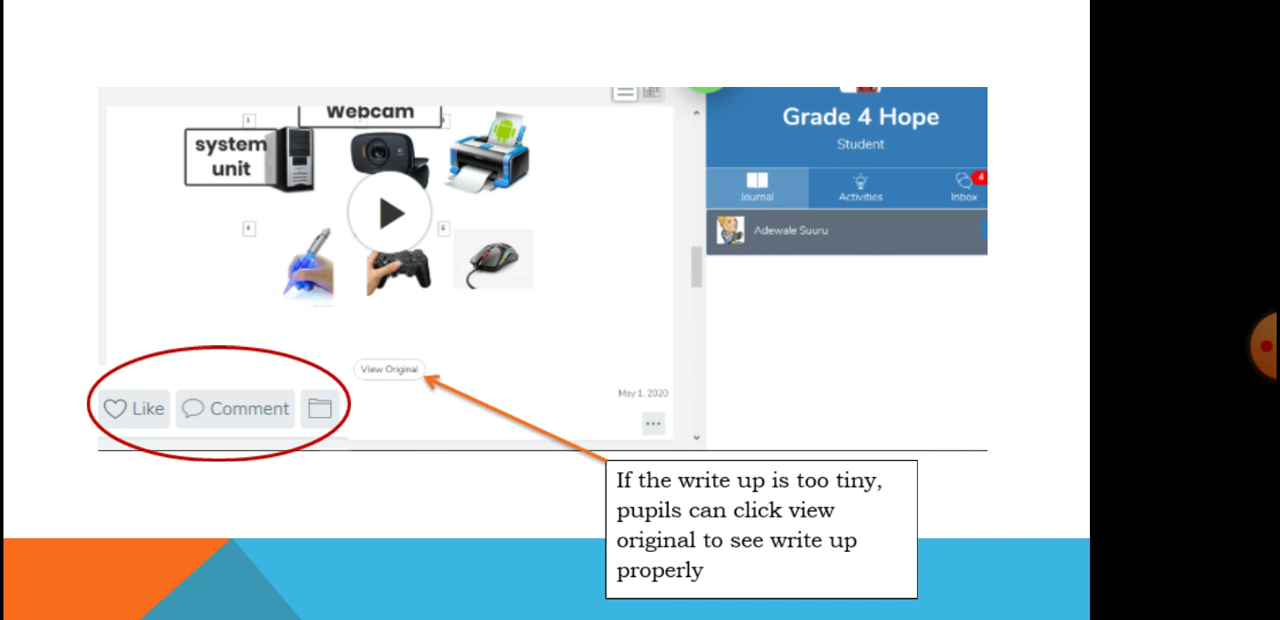 Webcam
system
unit
View Original
May 1, 2020
Like
Comment
Grade 4 Hope
Student
Journal
Activities
Inbox
4
Adewale Suuru
If the write up is too tiny,
pupils can click view
original to see write up
properly